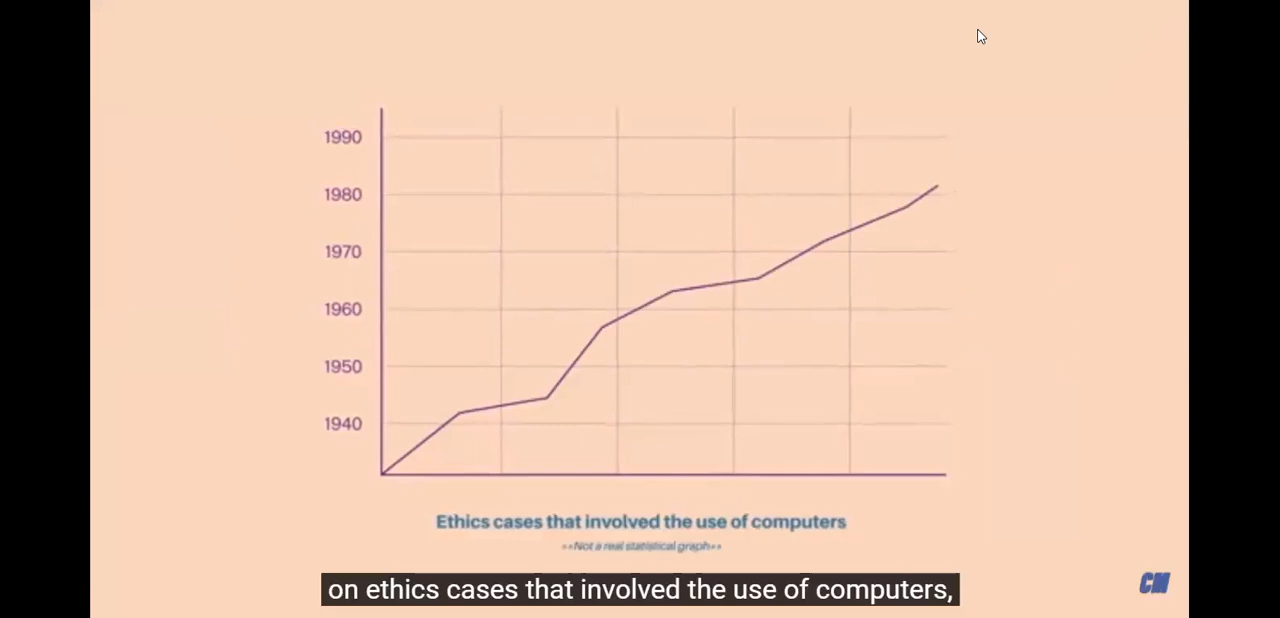 1990
1980
1970
1960
1950
1940
Ethics cases that involved the use of computers
**Not a real statistical graph**
on ethics cases that involved the use of computers,
CM